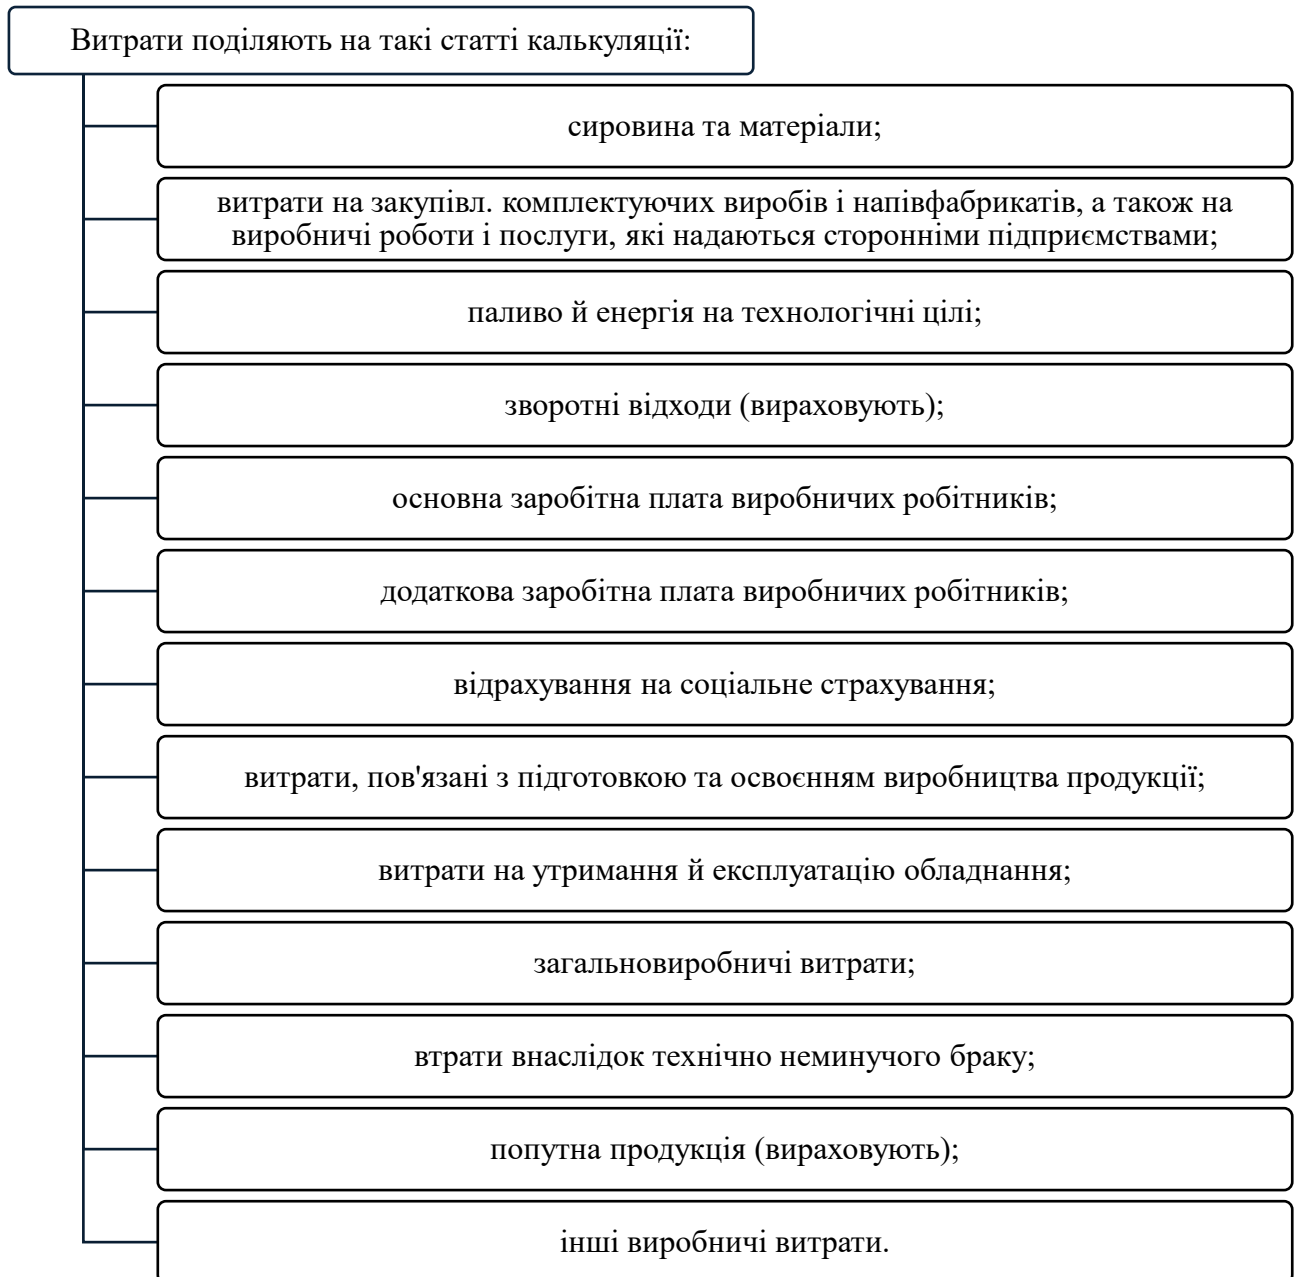 Витрати поділяють на такі статті калькуляції:
сировина та матеріали;
витрати на закупівл. комплектуючих виробів і напівфабрикатів, а також на
виробничі роботи і послуги, які надаються сторонніми підприємствами;
паливо й енергія на технологічні цілі;
зворотні відходи (вираховують);
основна заробітна плата виробничих робітників;
додаткова заробітна плата виробничих робітників;
відрахування на соціальне страхування;
витрати, пов'язані з підготовкою та освоєнням виробництва продукції;
витрати на утримання й експлуатацію обладнання;
загальновиробничі витрати;
втрати внаслідок технічно неминучого браку;
попутна продукція (вираховують);
інші виробничі витрати.